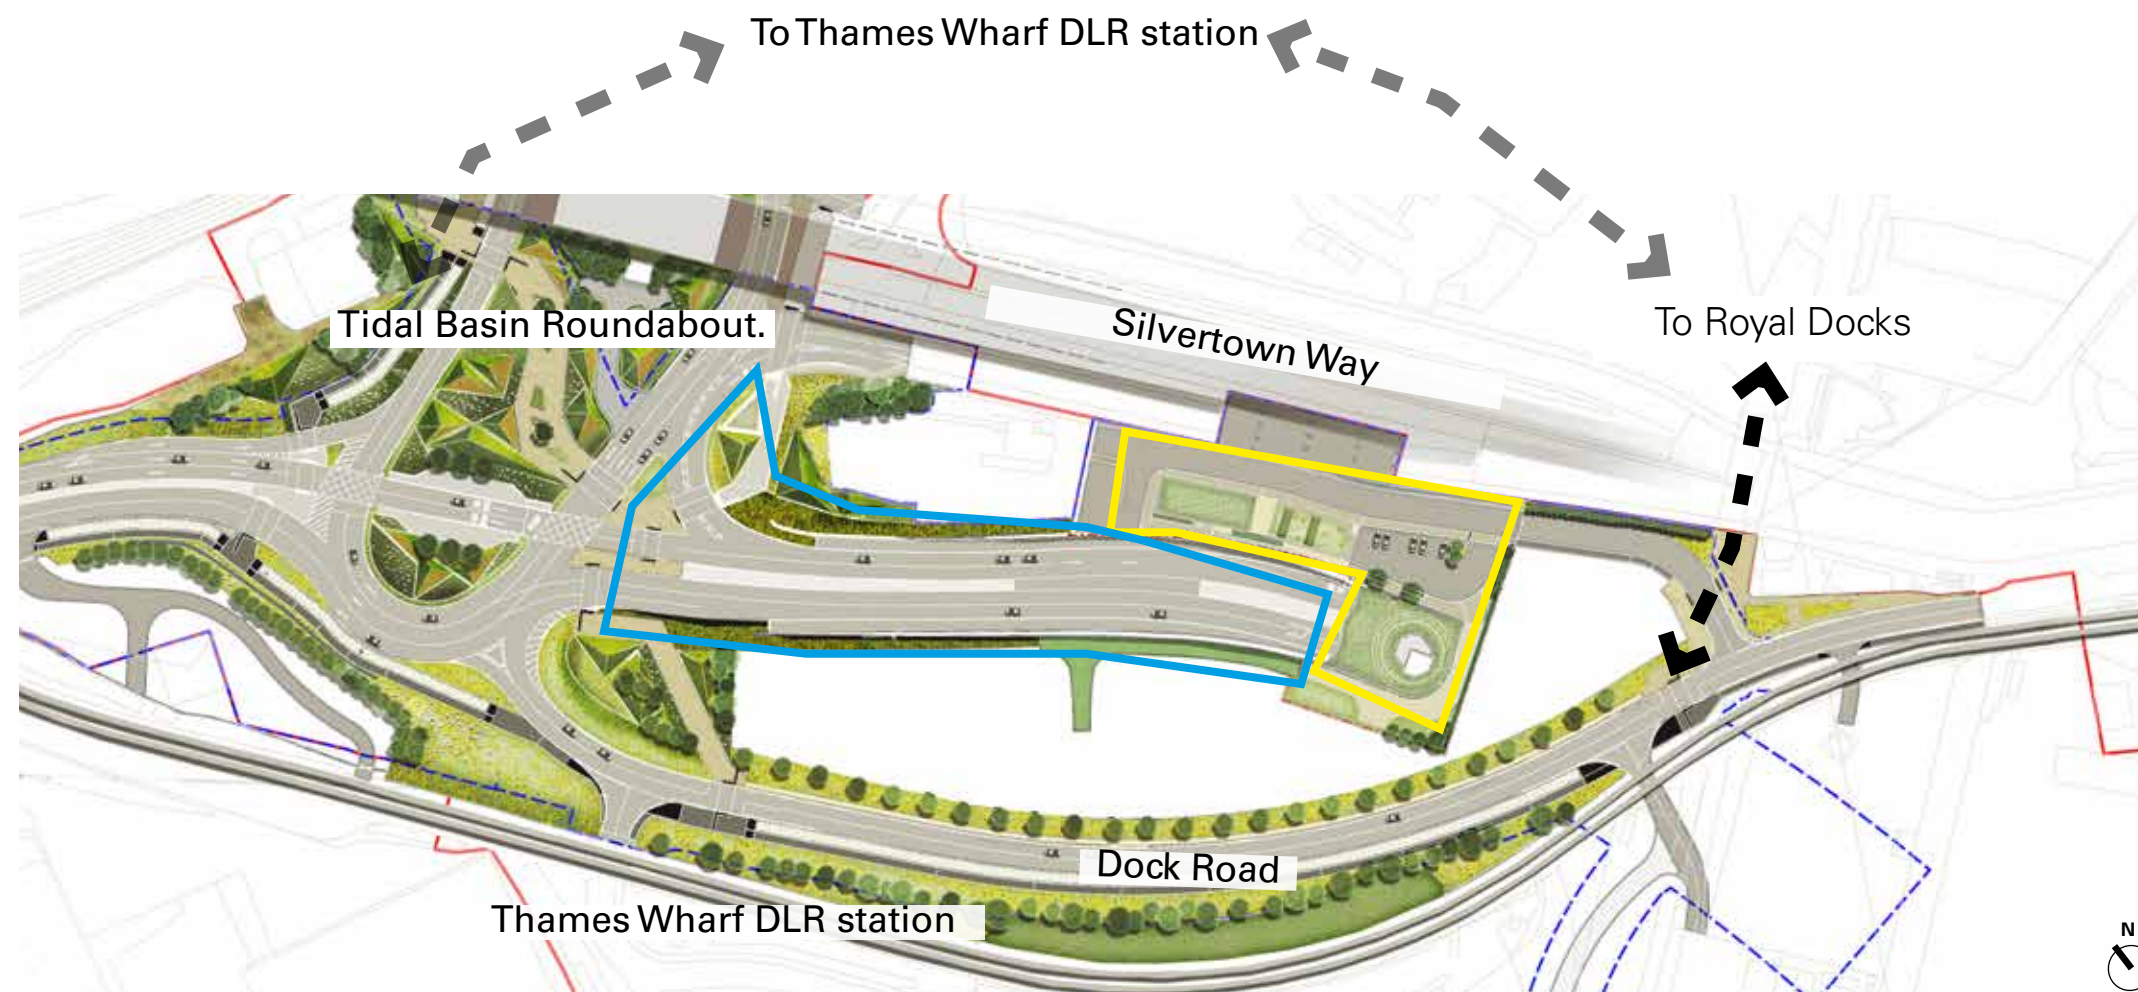 To Thames Wharf DLR station
Tidal Basin Roundabout.
Silvertown Way
To Royal Docks
Dock Road
Thames Wharf DLR station
N